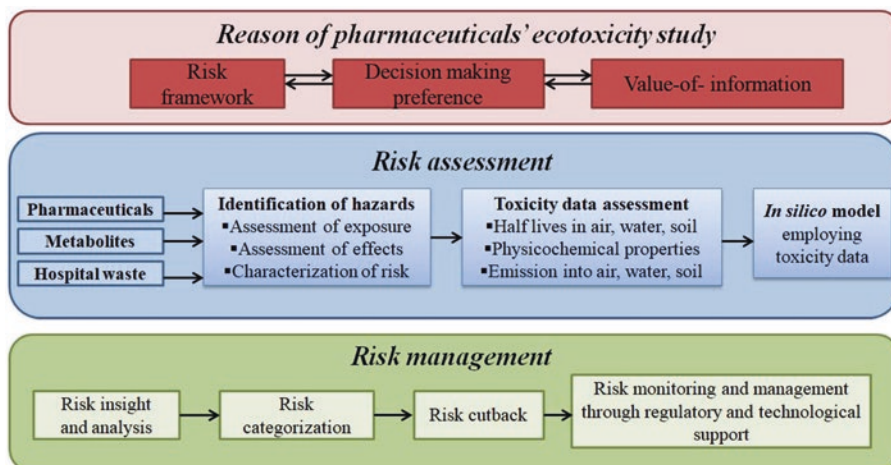 Reason of pharmaceuticals' ecotoxicity study
Risk
framework
Decision making
preference
Value-of- information
Risk assessment
Pharmaceuticals
Metabolites
Hospital waste
Identification of hazards
▪Assessment of exposure
▪Assessment of effects
▪Characterization of risk
Toxicity data assessment
▪Half lives in air, water, soil
▪Physicochemical properties
▪Emission into air, water, soil
In silico model
employing
toxicity data
Risk management
Risk insight
and analysis
Risk
categorization
Risk cutback
Risk monitoring and management
through regulatory and technological
support